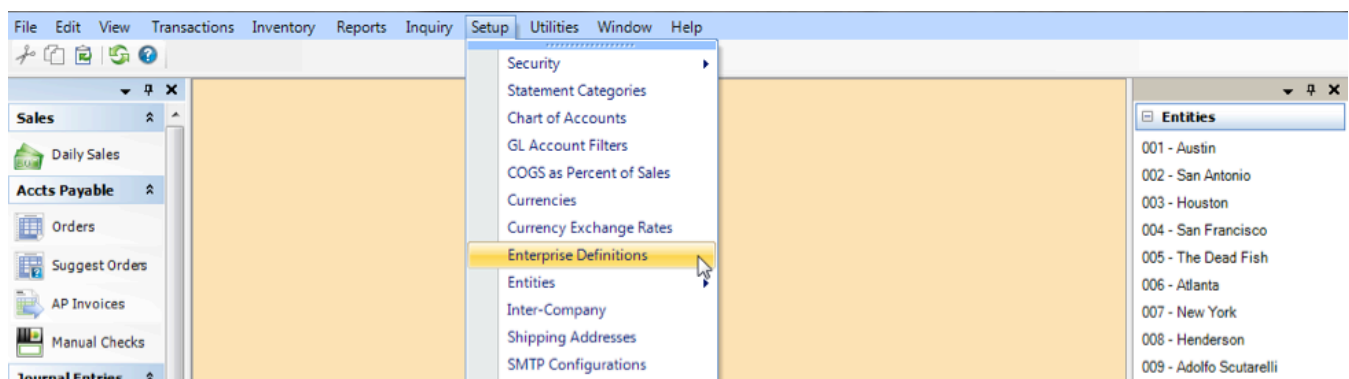 File Edit View Transactions Inventory Reports Inquiry Setup Utilities Window Help
Sales
Daily Sales
Accts Payable
Orders
Suggest Orders
AP Invoices
Manual Checks
Journal Entries
Security
Statement Categories
Chart of Accounts
GL Account Filters
COGS as Percent of Sales
Currencies
Currency Exchange Rates
Enterprise Definitions
Entities
Inter-Company
Shipping Addresses
SMTP Configurations
Entities
001 - Austin
002 - San Antonio
003 - Houston
004 - San Francisco
005 - The Dead Fish
006 - Atlanta
007 - New York
008 - Henderson
009 - Adolfo Scutarelli